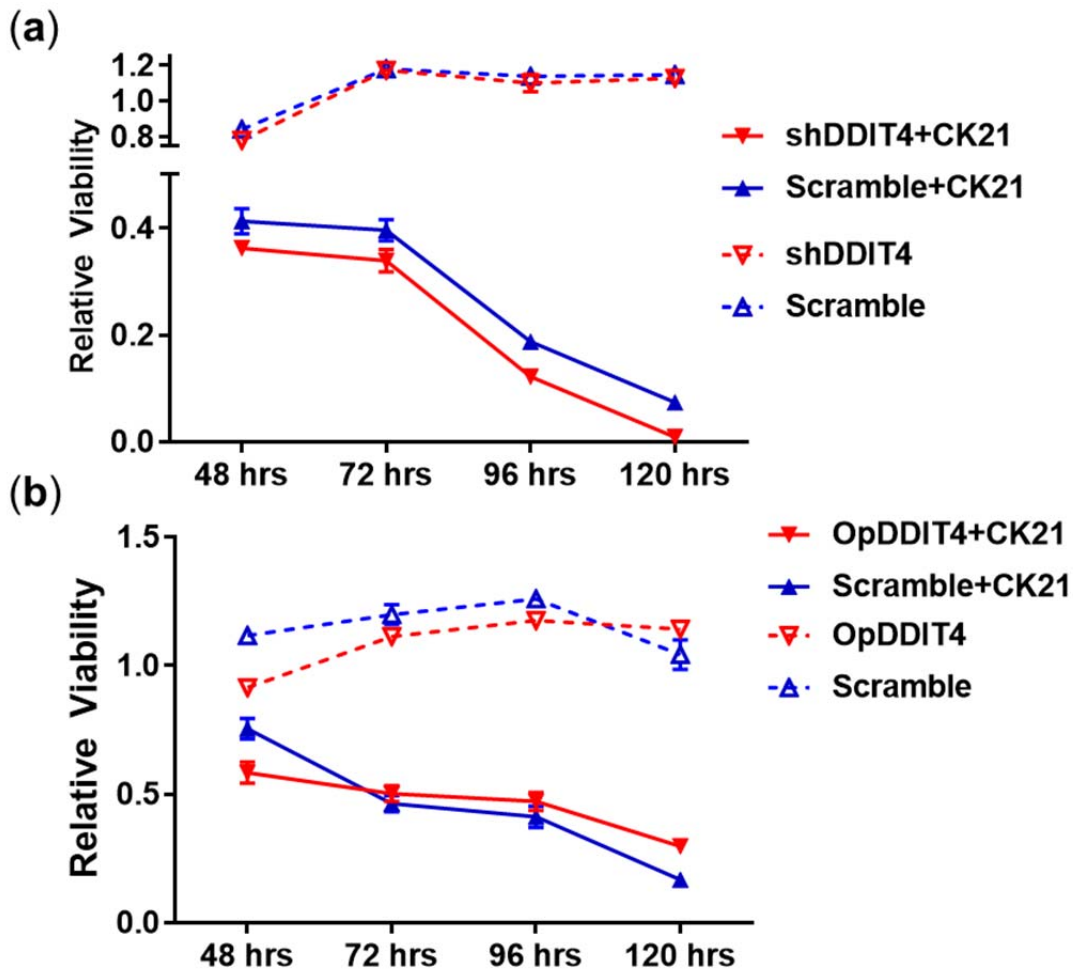 (a)
Relative Viability
1.2
1.0
0.8
0.4
0.2
0.0
48 hrs 72 hrs 96 hrs 120 hrs
shDDIT4+CK21
Scramble+CK21
shDDIT4
Scramble
(b)
Relative Viability
1.5
1.0
0.5
0.0
48 hrs 72 hrs 96 hrs 120 hrs
OpDDIT4+CK21
Scramble+CK21
OpDDIT4
Scramble